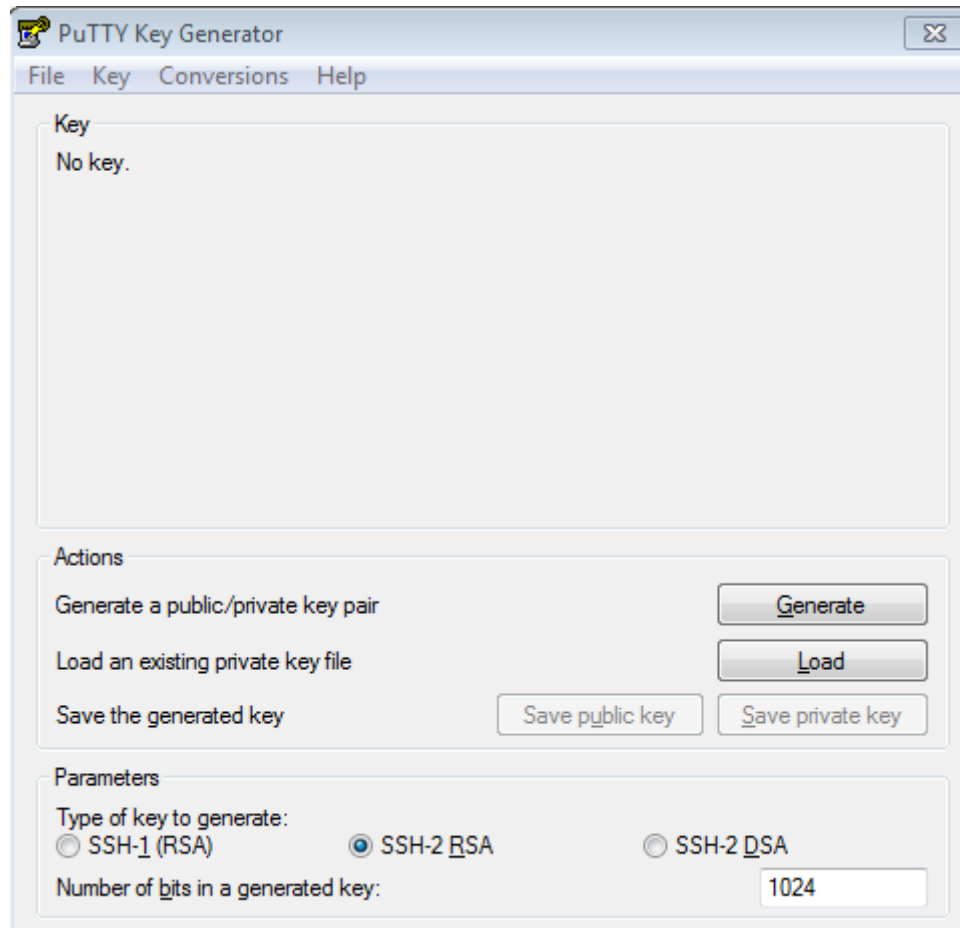 PuTTY Key Generator
File Key Conversions Help
Key
No key.
Actions
Generate a public/private key pair Generate
Load an existing private key file Load
Save the generated key Save public key Save private key
Parameters
Type of key to generate:
SSH-1 (RSA) SSH-2 RSA SSH-2 DSA
Number of bits in a generated key: 1024